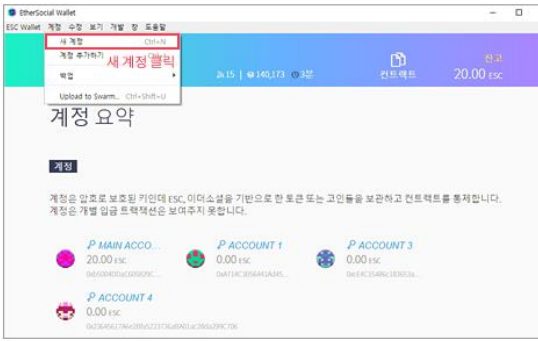 EtherSocial Wallet
ESC Wallet 계정 수정 보기 개발 창 도움말
새 계정 Ctrl+N
계정 추가하기
새 계정 클릭
백업
Upload to Swarm... Ctrl+Shift+U
15 | 140,173 3분
컨트랙트
잔고
20.00 ESC
계정 요약
계정
계정은 암호로 보호된 키인데 ESC, 이더소셜을 기반으로 한 토큰 또는 코인들을 보관하고 컨트랙트를 통제합니다.
계정은 개별 입금 트랙잭션은 보여주지 못합니다.
MAIN ACCO... ACCOUNT 1 ACCOUNT 3
20.00 ESC 0.00 ESC 0.00 ESC
ACCOUNT 4
0.00 ESC